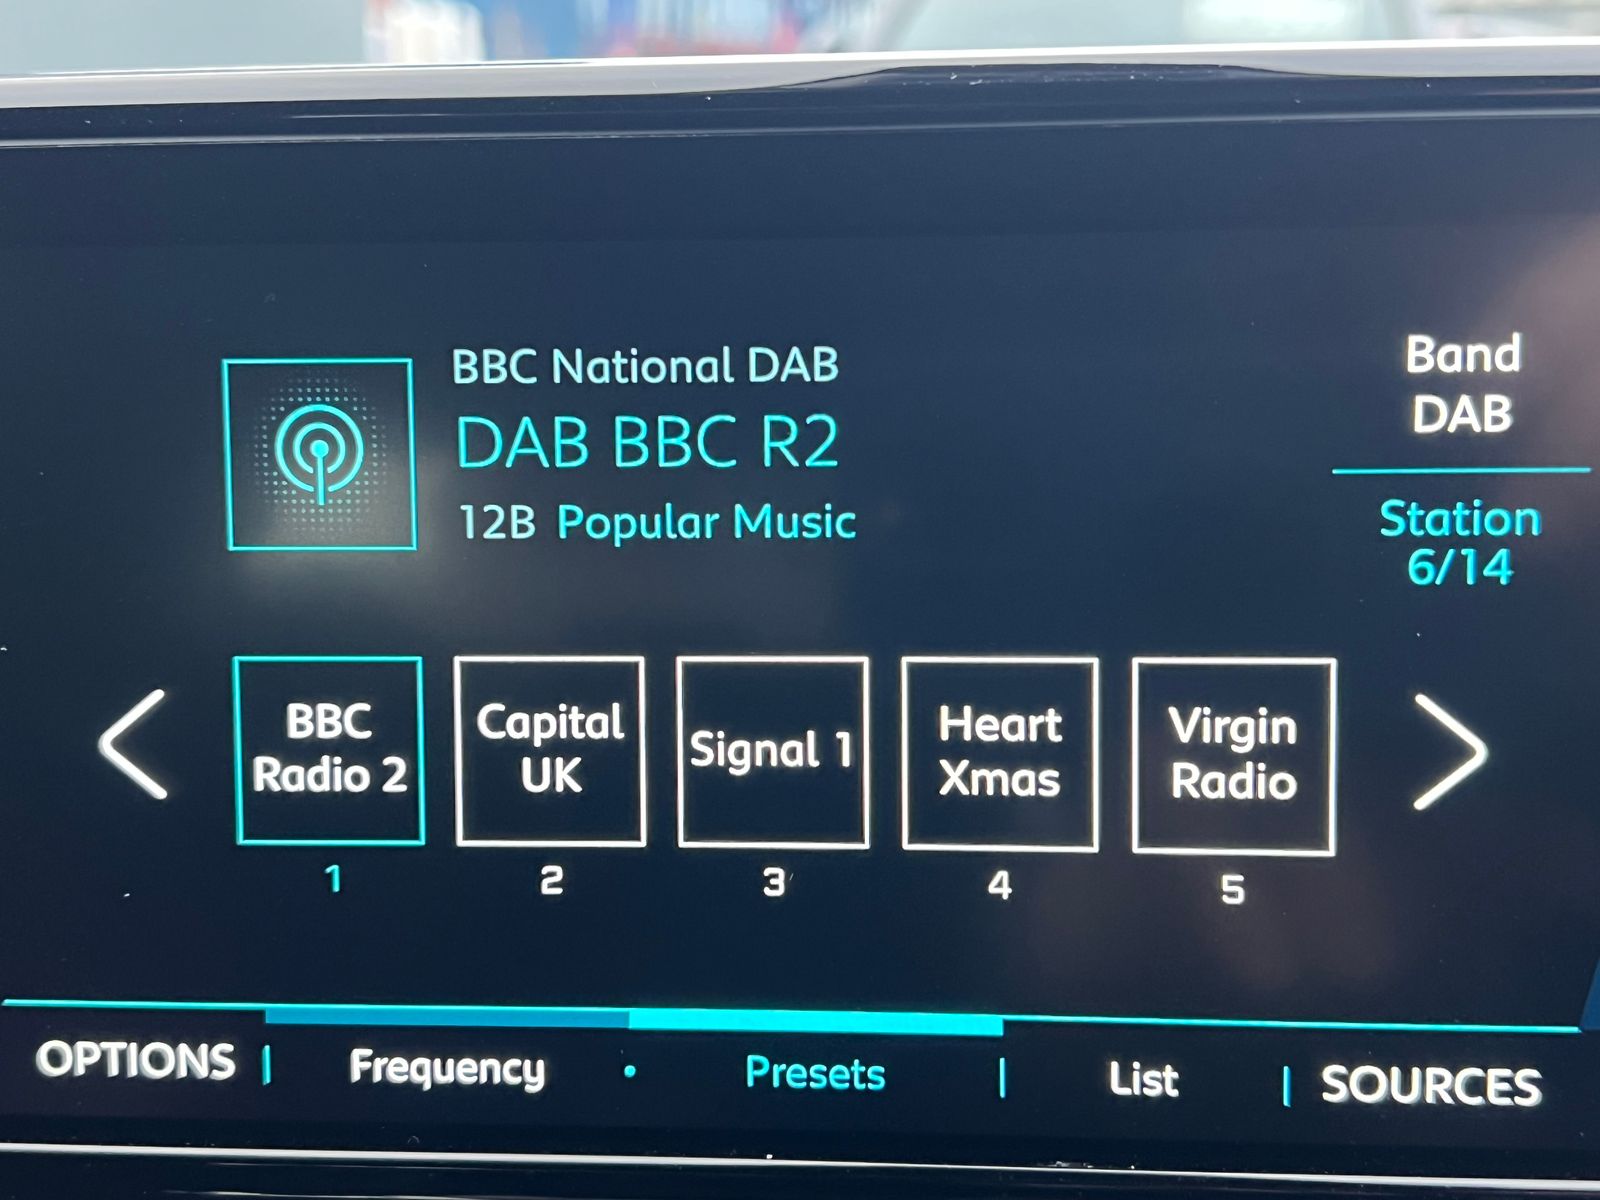 BBC National DAB
DAB BBC R2
12B Popular Music
Band
DAB
Station
6/14
BBC
Radio 2
1
Capital
UK
2
Signal 1
3
Heart
Xmas
4
Virgin
Radio
5
OPTIONS
Frequency
Presets
List
SOURCES